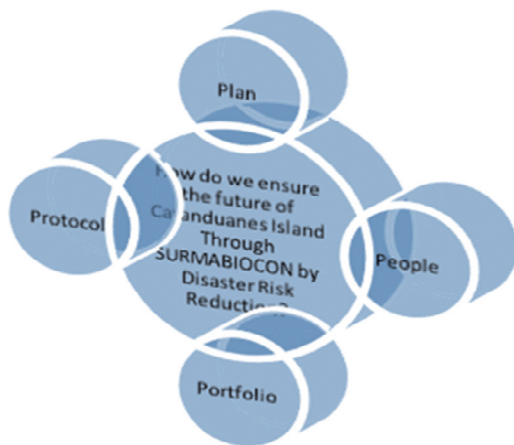 Plan
How do we ensure
the future of
Catanduanes Island
Through
SURMABIOCON by
Disaster Risk
Reduction?
Protocol
People
Portfolio